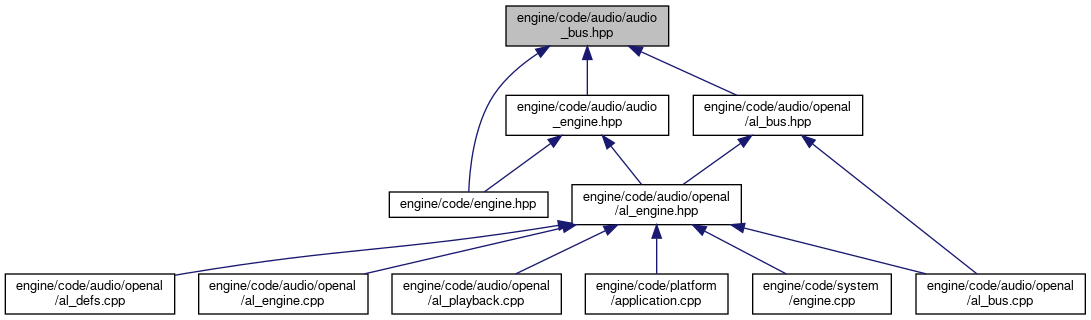 engine/code/audio/audio
_bus.hpp
engine/code/audio/audio
_engine.hpp
engine/code/audio/openal
/al_bus.hpp
engine/code/engine.hpp
engine/code/audio/openal
/al_engine.hpp
engine/code/audio/openal
/al_defs.cpp
engine/code/audio/openal
/al_engine.cpp
engine/code/audio/openal
/al_playback.cpp
engine/code/platform
/application.cpp
engine/code/system
/engine.cpp
engine/code/audio/openal
/al_bus.cpp